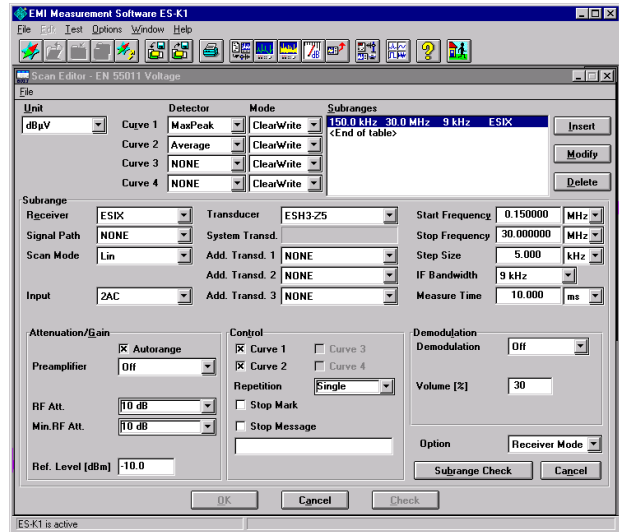 EMI Measurement Software ES-K1
File Edit Test Options Window Help
Scan Editor - EN 55011 Voltage
File
Unit Detector Mode Subranges
dBµV Curve 1 MaxPeak ClearWrite 150.0 kHz 30.0 MHz 9 kHz ESIX Insert
Curve 2 Average ClearWrite <End of table>
Curve 3 NONE ClearWrite Modify
Curve 4 NONE ClearWrite Delete
Subrange
Receiver ESIX Transducer ESH3-Z5 Start Frequency 0.150000 MHz
Signal Path NONE System Transd. Stop Frequency 30.000000 MHz
Scan Mode Lin Add. Transd. 1 NONE Step Size 5.000 kHz
Add. Transd. 2 NONE IF Bandwidth 9 kHz
Input 2AC Add. Transd. 3 NONE Measure Time 10.000 ms
Attenuation/Gain Control Demodulation
Autorange Curve 1 Curve 3 Demodulation Off
Preamplifier Off Curve 2 Curve 4
Repetition Single Volume [%] 30
RF Att. 10 dB Stop Mark
Min.RF Att. 10 dB Stop Message
Option Receiver Mode
Ref. Level [dBm] -10.0 Subrange Check Cancel
OK Cancel Check
ES-K1 is active